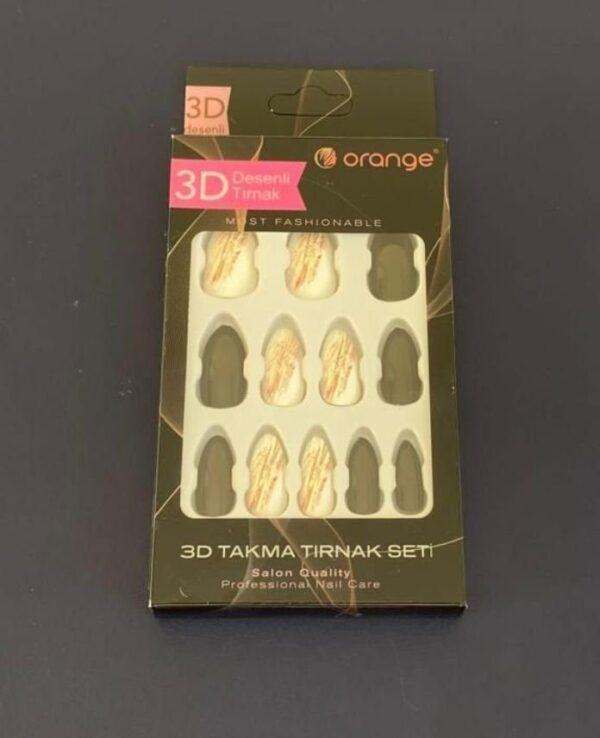 3D
desenli
orange®
3D Desenli
Tırnak
MOST FASHIONABLE
3D TAKMA TIRNAK SETİ
Salon Quality
Professional Nail Care